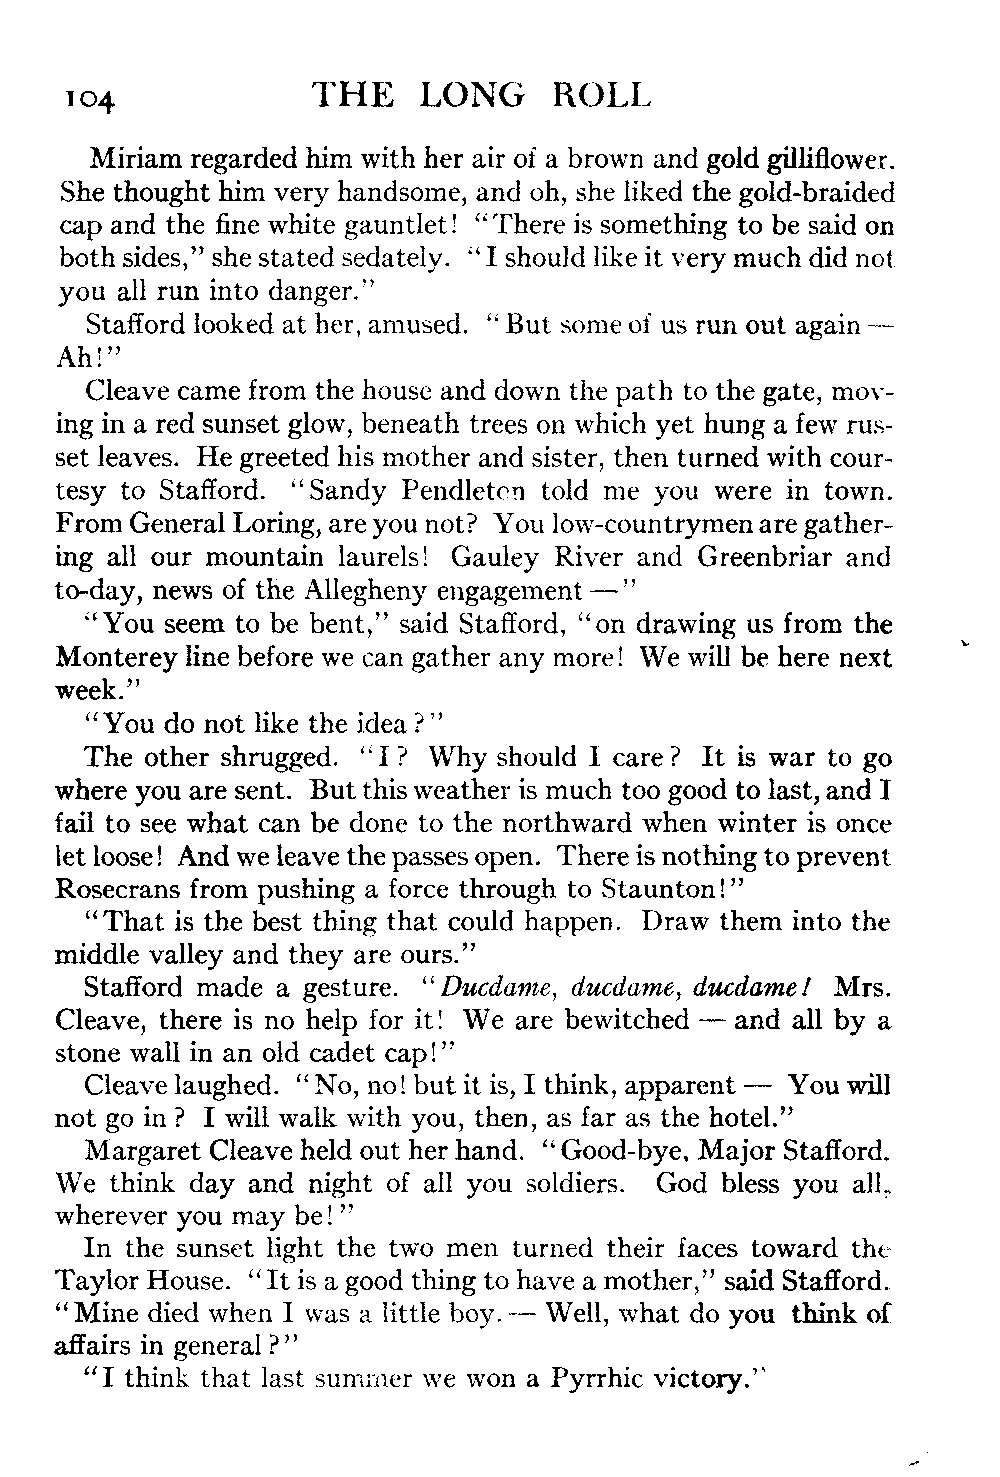 104 THE LONG ROLL
Miriam regarded him with her air of a brown and gold gilliflower.
She thought him very handsome, and oh, she liked the gold-braided
cap and the fine white gauntlet! "There is something to be said on
both sides," she stated sedately. "I should like it very much did not
you all run into danger."
Stafford looked at her, amused. "But some of us run out again —
Ah!"
Cleave came from the house and down the path to the gate, mov-
ing in a red sunset glow, beneath trees on which yet hung a few rus-
set leaves. He greeted his mother and sister, then turned with cour-
tesy to Stafford. "Sandy Pendleton told me you were in town.
From General Loring, are you not? You low-countrymen are gather-
ing all our mountain laurels! Gauley River and Greenbriar and
to-day, news of the Allegheny engagement —"
"You seem to be bent," said Stafford, "on drawing us from the
Monterey line before we can gather any more! We will be here next
week."
"You do not like the idea?"
The other shrugged. "I? Why should I care? It is war to go
where you are sent. But this weather is much too good to last, and I
fail to see what can be done to the northward when winter is once
let loose! And we leave the passes open. There is nothing to prevent
Rosecrans from pushing a force through to Staunton!"
"That is the best thing that could happen. Draw them into the
middle valley and they are ours."
Stafford made a gesture. "Ducdame, ducdame, ducdame! Mrs.
Cleave, there is no help for it! We are bewitched — and all by a
stone wall in an old cadet cap!"
Cleave laughed. "No, no! but it is, I think, apparent — You will
not go in? I will walk with you, then, as far as the hotel."
Margaret Cleave held out her hand. "Good-bye, Major Stafford.
We think day and night of all you soldiers. God bless you all,
wherever you may be!"
In the sunset light the two men turned their faces toward the
Taylor House. "It is a good thing to have a mother," said Stafford.
"Mine died when I was a little boy. — Well, what do you think of
affairs in general?"
"I think that last summer we won a Pyrrhic victory."